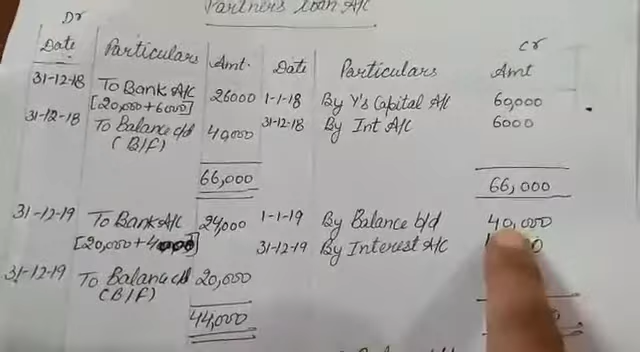 Partners Loan A/c
Dr
Cr
Date Particulars Amt. Date Particulars Amt
31-12-18 To Bank A/c 26000 1-1-18 By Y's Capital A/c 60,000
[20,000+6000]
31-12-18 To Balance c/d 40,000 31-12-18 By Int A/c 6000
(B/F)
66,000 66,000
31-12-19 To Bank A/c 24,000 1-1-19 By Balance b/d 40,000
[20,000+4000] 31-12-19 By Interest A/c
31-12-19 To Balance c/d 20,000
(B/F)
44,000